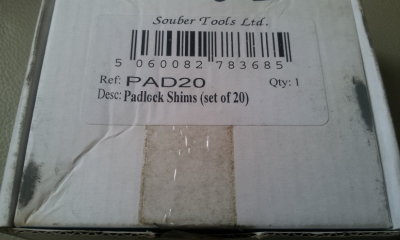 Souber Tools Ltd.
5 060082 783685
Ref: PAD20 Qty: 1
Desc: Padlock Shims (set of 20)